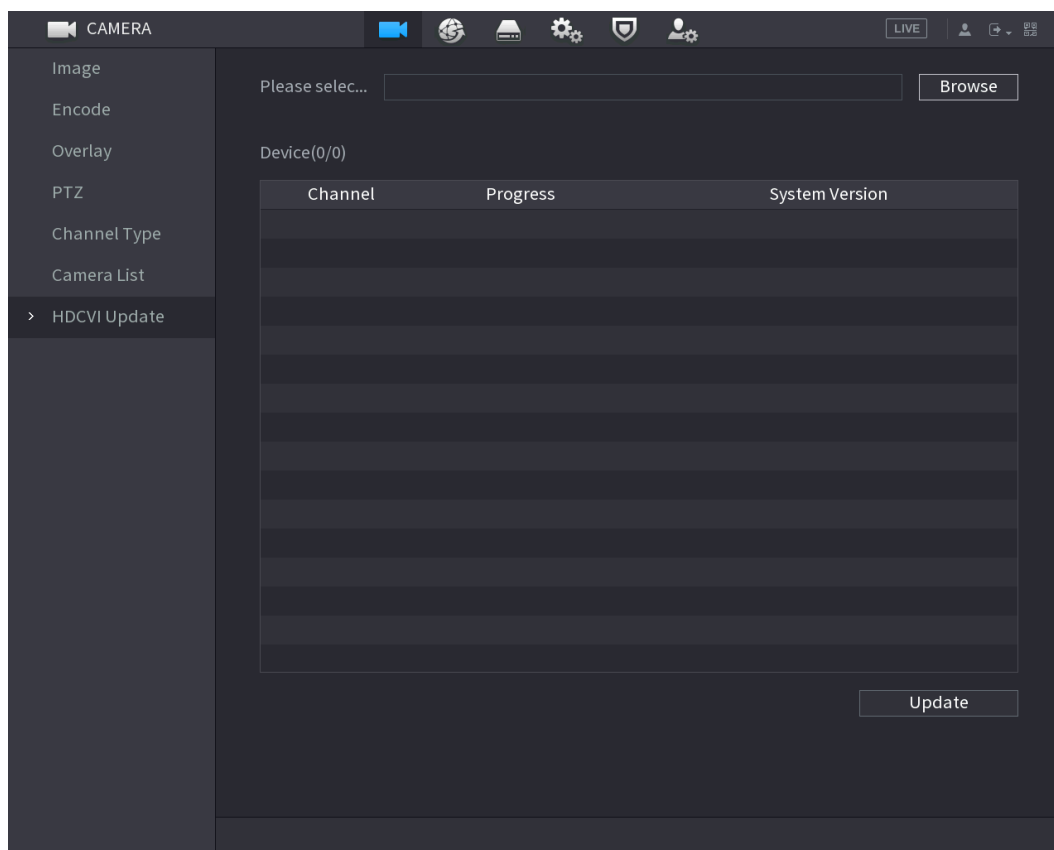 CAMERA
LIVE
Image
Encode
Overlay
PTZ
Channel Type
Camera List
> HDCVI Update
Please selec...
Browse
Device(0/0)
Channel Progress System Version
Update